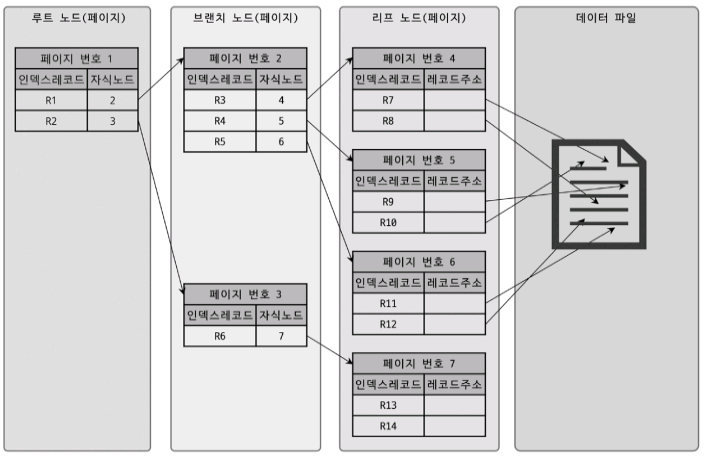 루트 노드(페이지)
페이지 번호 1
인덱스레코드 자식노드
R1 2
R2 3
브랜치 노드(페이지)
페이지 번호 2
인덱스레코드 자식노드
R3 4
R4 5
R5 6
페이지 번호 3
인덱스레코드 자식노드
R6 7
리프 노드(페이지)
페이지 번호 4
인덱스레코드 레코드주소
R7
R8
페이지 번호 5
인덱스레코드 레코드주소
R9
R10
페이지 번호 6
인덱스레코드 레코드주소
R11
R12
페이지 번호 7
인덱스레코드 레코드주소
R13
R14
데이터 파일